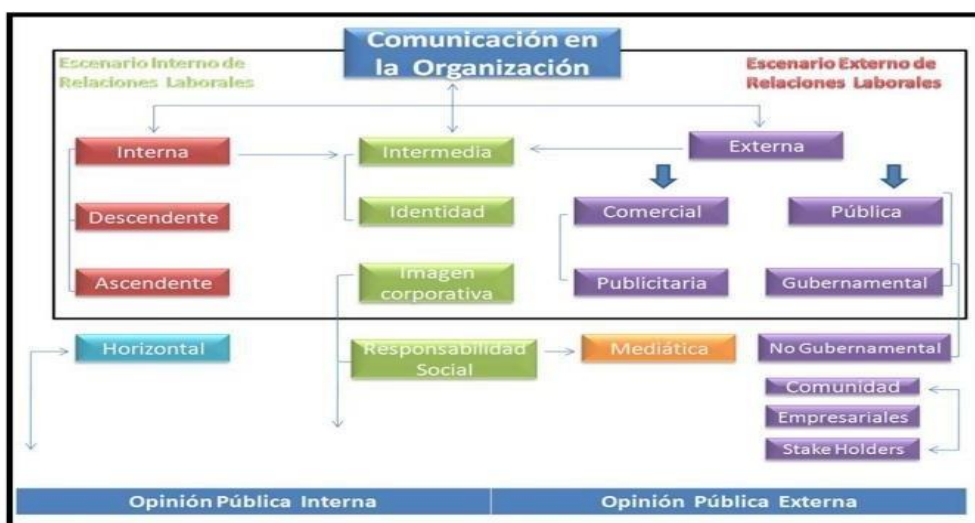 Comunicación en
la Organización
Escenario Interno de
Relaciones Laborales
Escenario Externo de
Relaciones Laborales
Interna
Intermedia
Externa
Descendente
Identidad
Comercial
Pública
Ascendente
Imagen
corporativa
Publicitaria
Gubernamental
Horizontal
Responsabilidad
Social
Mediática
No Gubernamental
Comunidad
Empresariales
Stake Holders
Opinión Pública Interna
Opinión Pública Externa